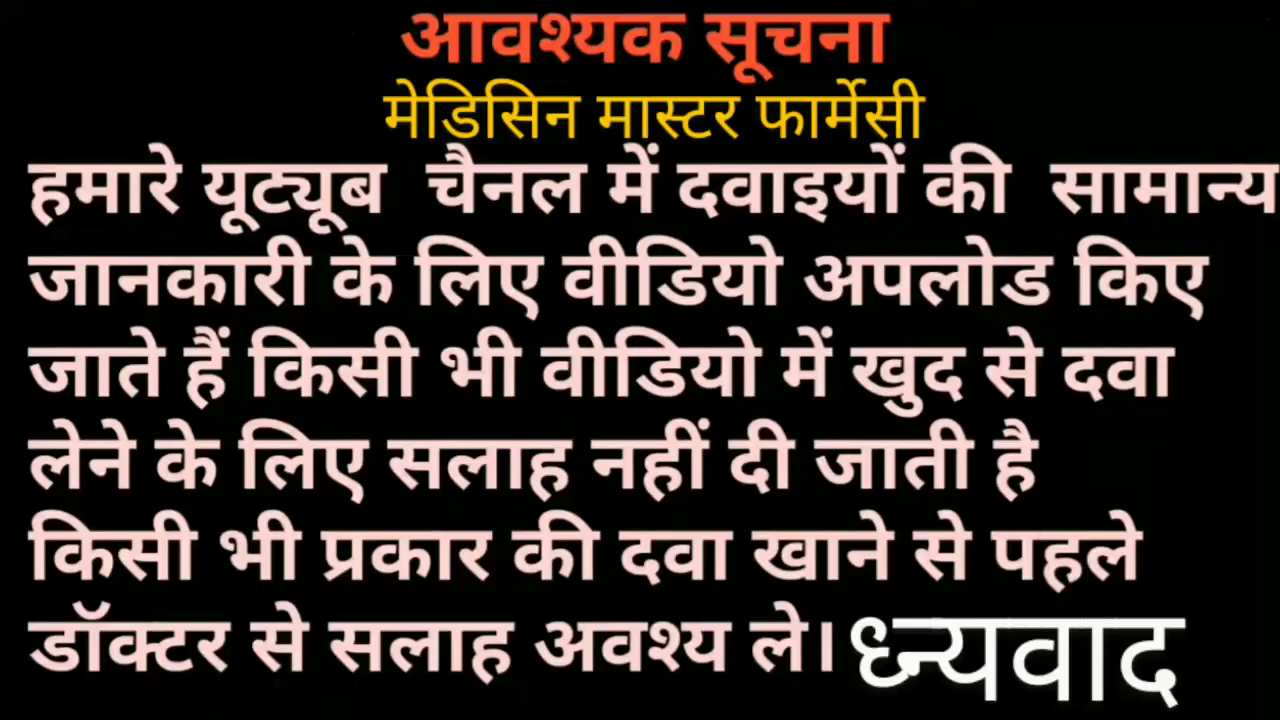 आवश्यक सूचना
मेडिसिन मास्टर फार्मेसी
हमारे यूट्यूब चैनल में दवाइयों की सामान्य
जानकारी के लिए वीडियो अपलोड किए
जाते हैं किसी भी वीडियो में खुद से दवा
लेने के लिए सलाह नहीं दी जाती है
किसी भी प्रकार की दवा खाने से पहले
डॉक्टर से सलाह अवश्य ले। ध्न्यवाद